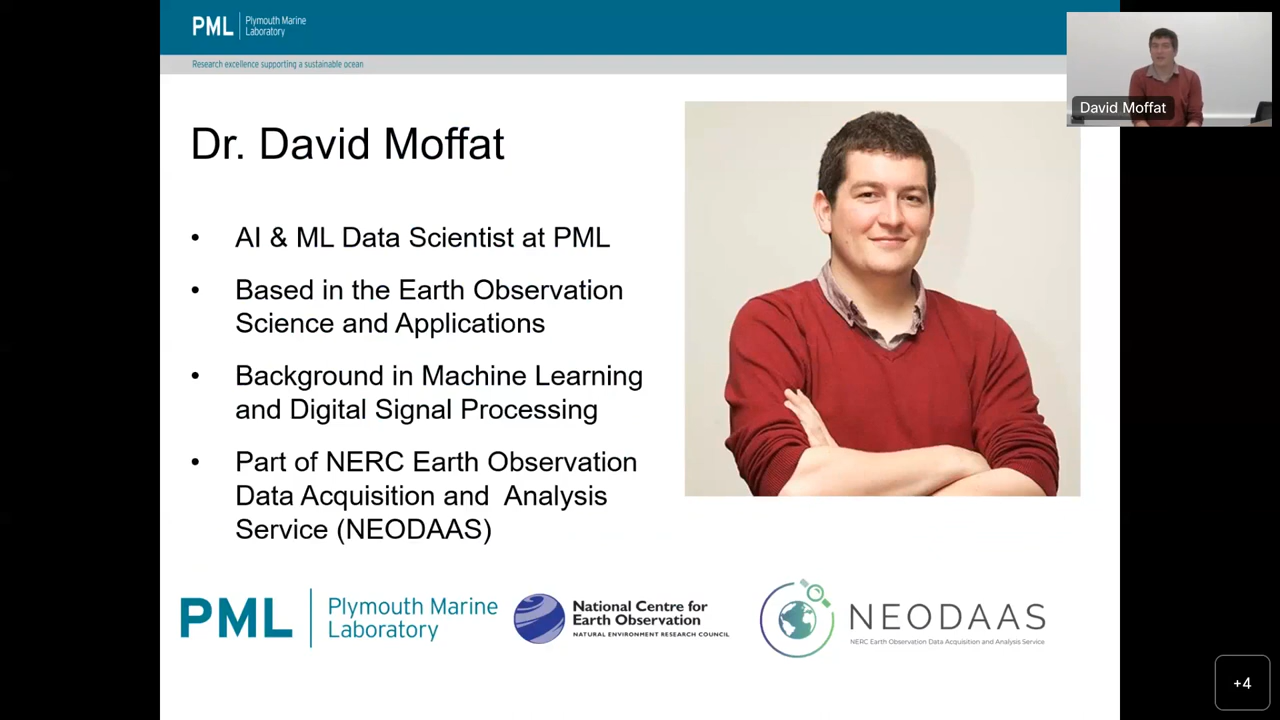 PML Plymouth Marine
Laboratory
Research excellence supporting a sustainable ocean
David Moffat
Dr. David Moffat
• AI & ML Data Scientist at PML
• Based in the Earth Observation
Science and Applications
• Background in Machine Learning
and Digital Signal Processing
• Part of NERC Earth Observation
Data Acquisition and Analysis
Service (NEODAAS)
PML Plymouth Marine
Laboratory
National Centre for
Earth Observation
NATURAL ENVIRONMENT RESEARCH COUNCIL
NEODAAS
NERC Earth Observation Data Acquisition and Analysis Service
+4